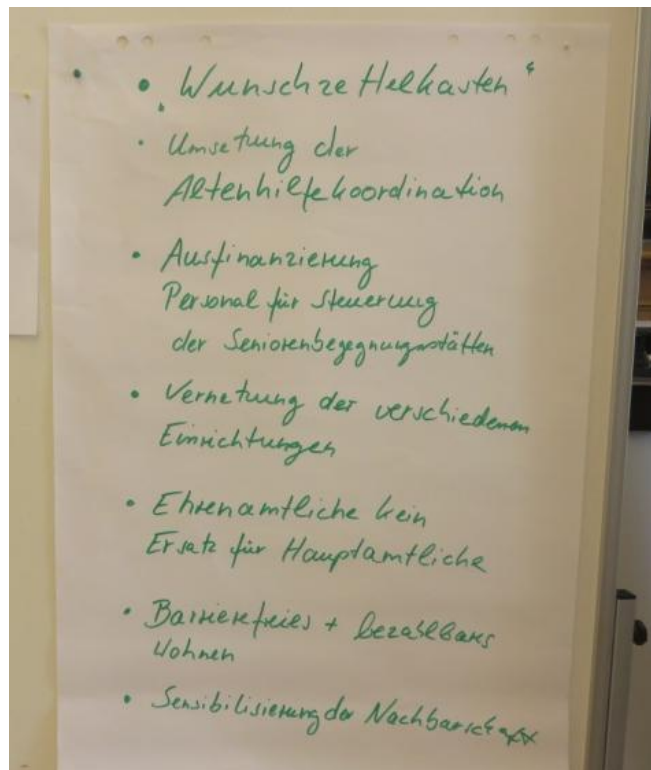 • „Wunschzettelkasten“
• Umsetzung der
Altenhilfekoordination
• Ausfinanzierung
Personal für Steuerung
der Seniorenbegegnungsstätten
• Vernetzung der verschiedenen
Einrichtungen
• Ehrenamtliche kein
Ersatz für Hauptamtliche
• Barrierefreies + bezahlbares
Wohnen
• Sensibilisierung der Nachbarschaft